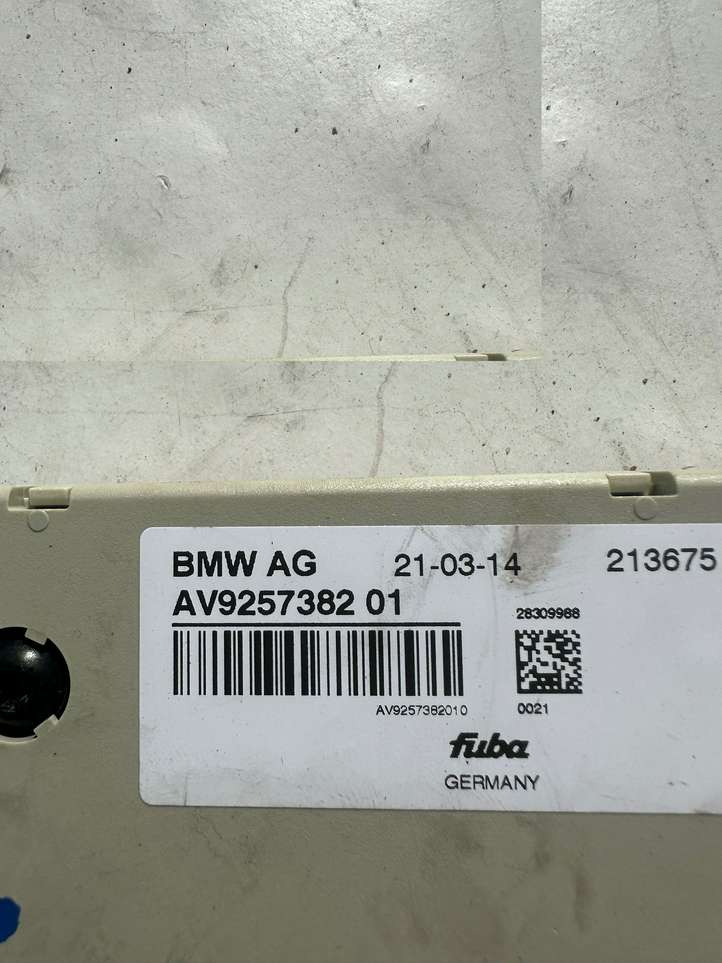 BMW AG 21-03-14 213675
AV9257382 01
28309988
AV9257382010
0021
fuba
GERMANY